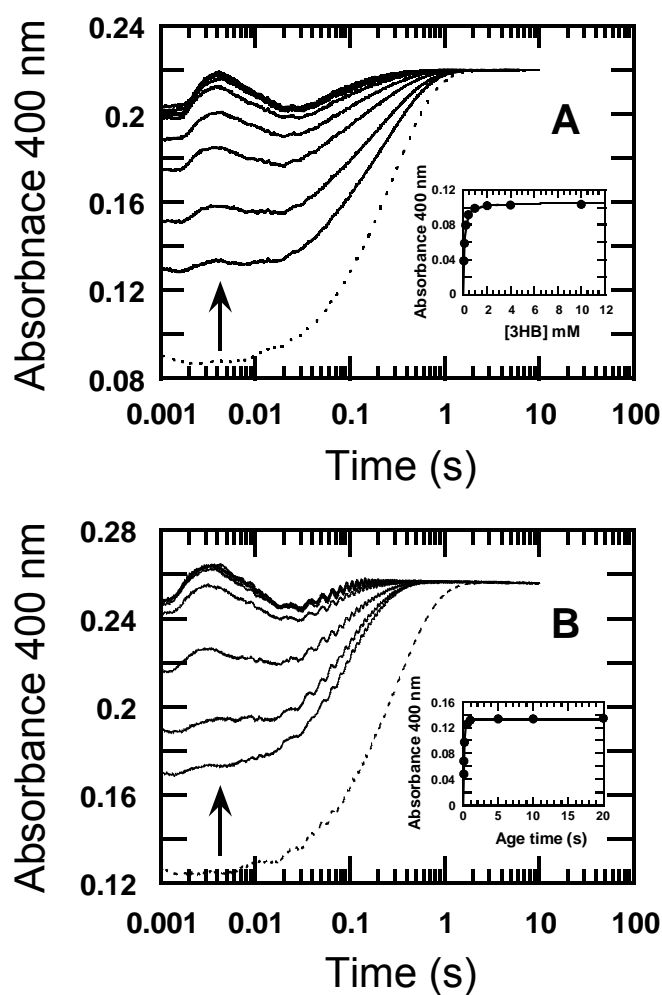 0.24
0.2
0.16
0.12
0.08
Absorbnace 400 nm
A
Absorbance 400 nm
0.12
0.08
0.04
0
0 2 4 6 8 10 12
[3HB] mM
0.001 0.01 0.1 1 10 100
Time (s)
0.28
0.24
0.2
0.16
0.12
Absorbance 400 nm
B
Absorbance 400 nm
0.16
0.12
0.08
0.04
0
0 5 10 15 20
Age time (s)
0.001 0.01 0.1 1 10 100
Time (s)